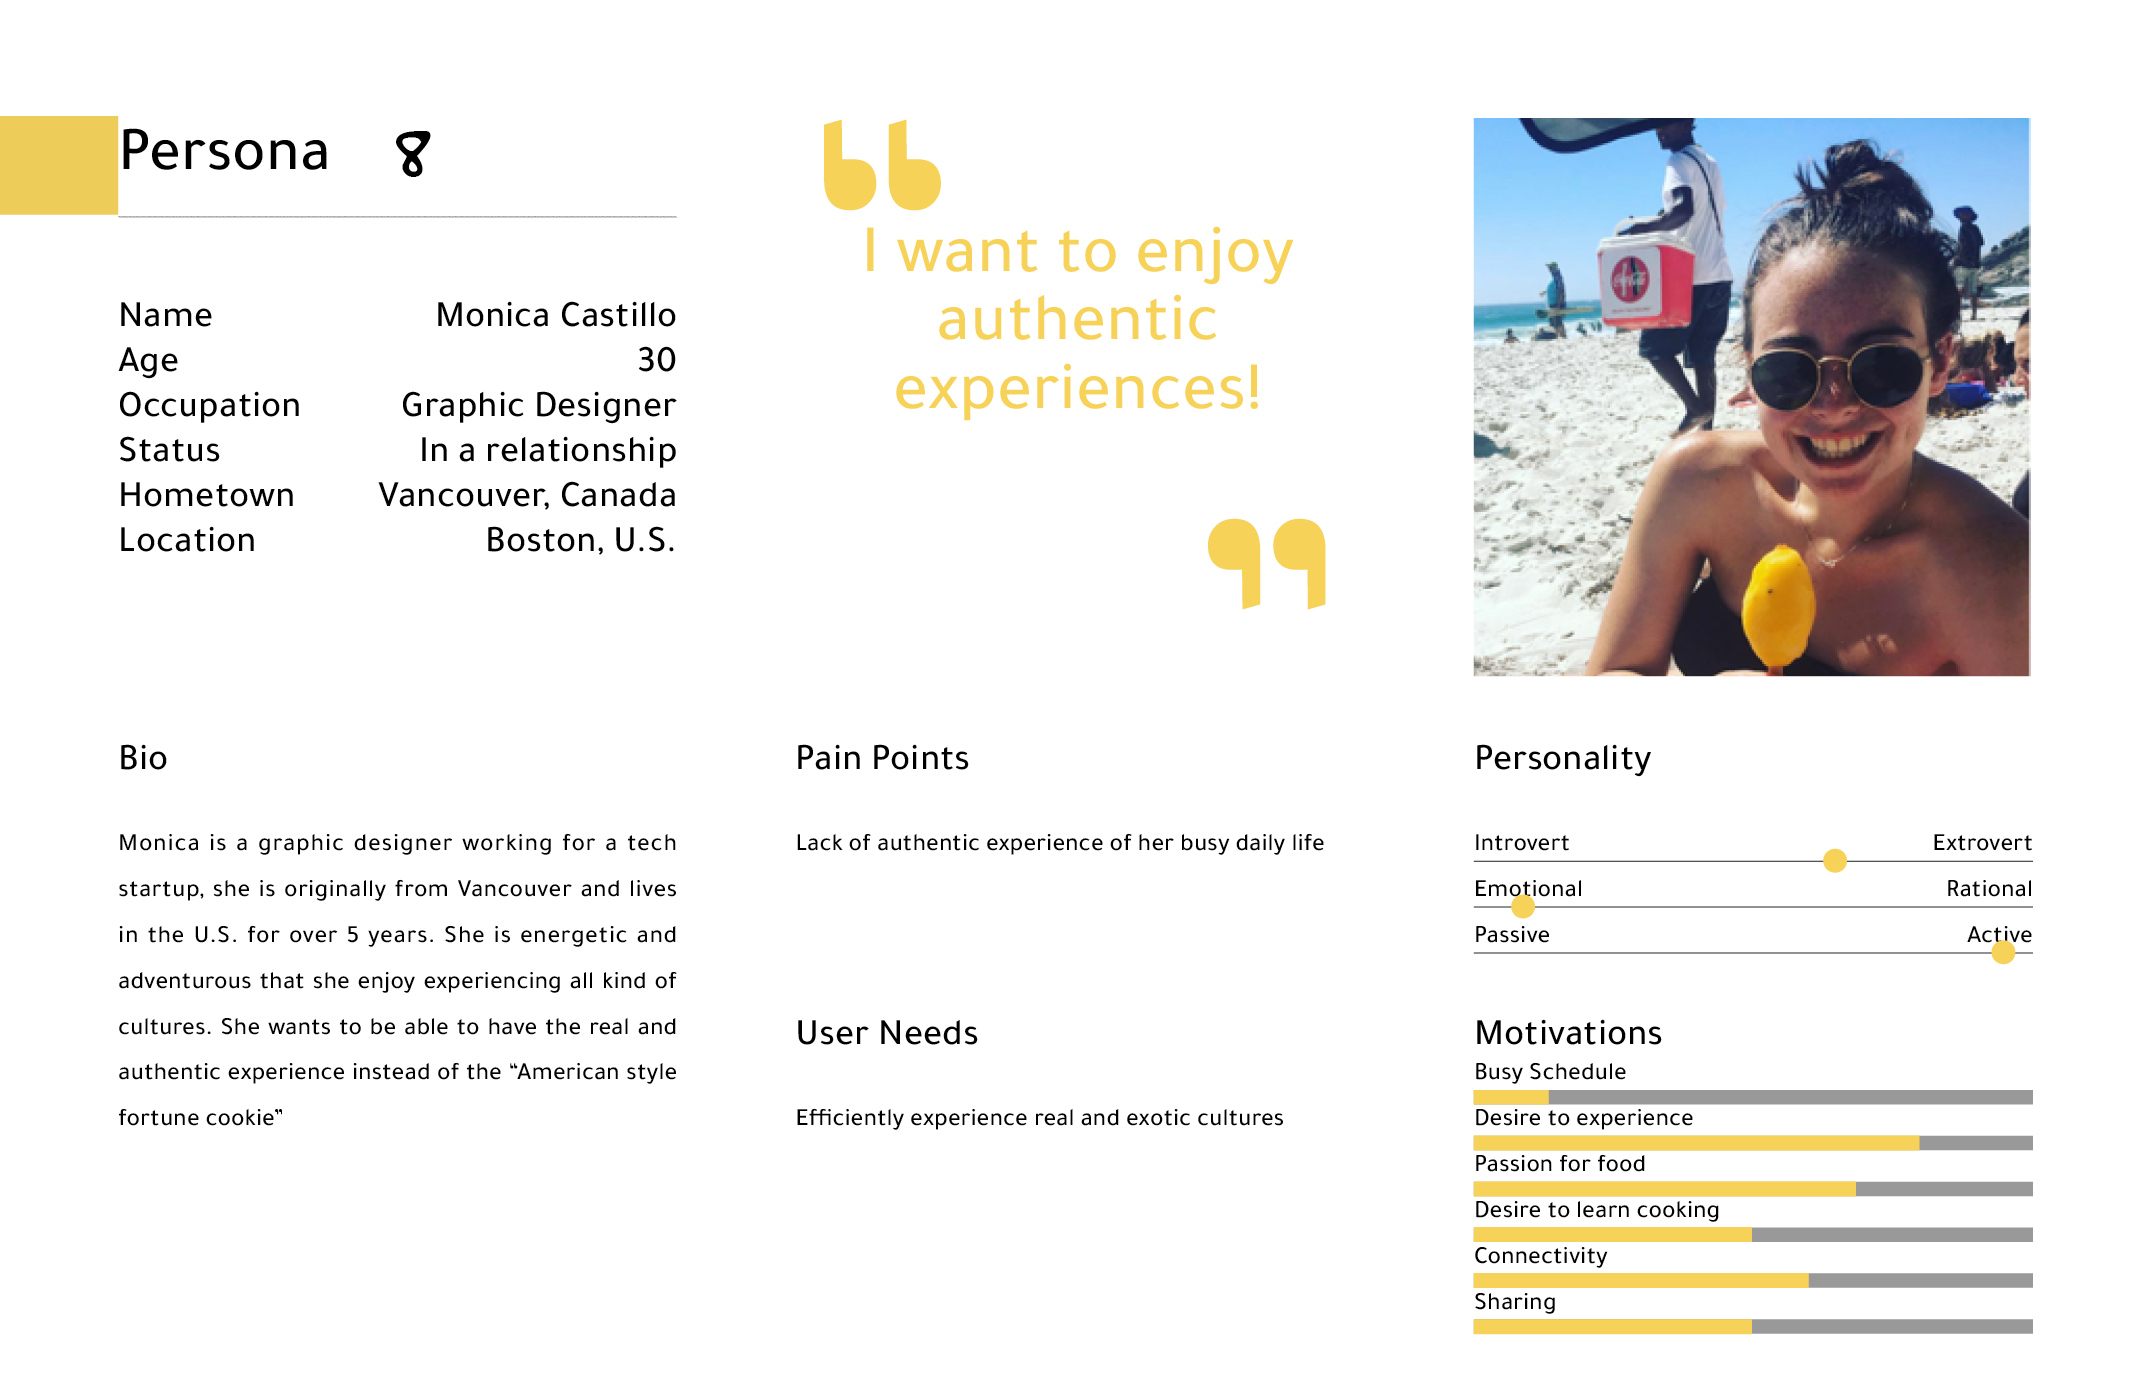 Persona 8
Name Monica Castillo
Age 30
Occupation Graphic Designer
Status In a relationship
Hometown Vancouver, Canada
Location Boston, U.S.
“
I want to enjoy
authentic
experiences!
”
Coca-Cola
Bio
Monica is a graphic designer working for a tech
startup, she is originally from Vancouver and lives
in the U.S. for over 5 years. She is energetic and
adventurous that she enjoy experiencing all kind of
cultures. She wants to be able to have the real and
authentic experience instead of the “American style
fortune cookie”
Pain Points
Lack of authentic experience of her busy daily life
User Needs
Efficiently experience real and exotic cultures
Personality
Introvert Extrovert
Emotional Rational
Passive Active
Motivations
Busy Schedule
Desire to experience
Passion for food
Desire to learn cooking
Connectivity
Sharing